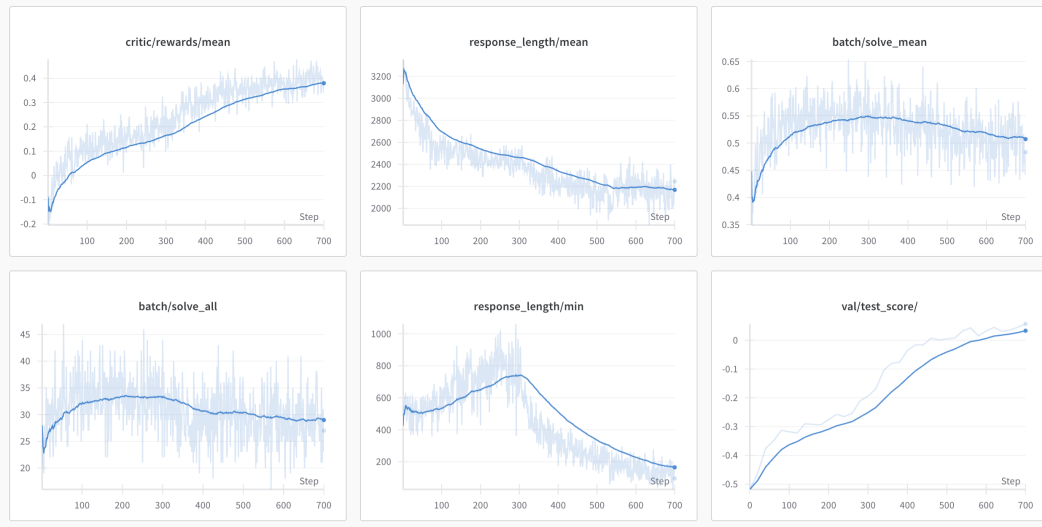 critic/rewards/mean
0.4
0.3
0.2
0.1
0
-0.1
-0.2
Step
100 200 300 400 500 600 700
response_length/mean
3200
3000
2800
2600
2400
2200
2000
Step
100 200 300 400 500 600 700
batch/solve_mean
0.65
0.6
0.55
0.5
0.45
0.4
0.35
Step
100 200 300 400 500 600 700
batch/solve_all
45
40
35
30
25
20
Step
100 200 300 400 500 600 700
response_length/min
1000
800
600
400
200
Step
100 200 300 400 500 600 700
val/test_score/
0
-0.1
-0.2
-0.3
-0.4
-0.5
Step
0 100 200 300 400 500 600 700